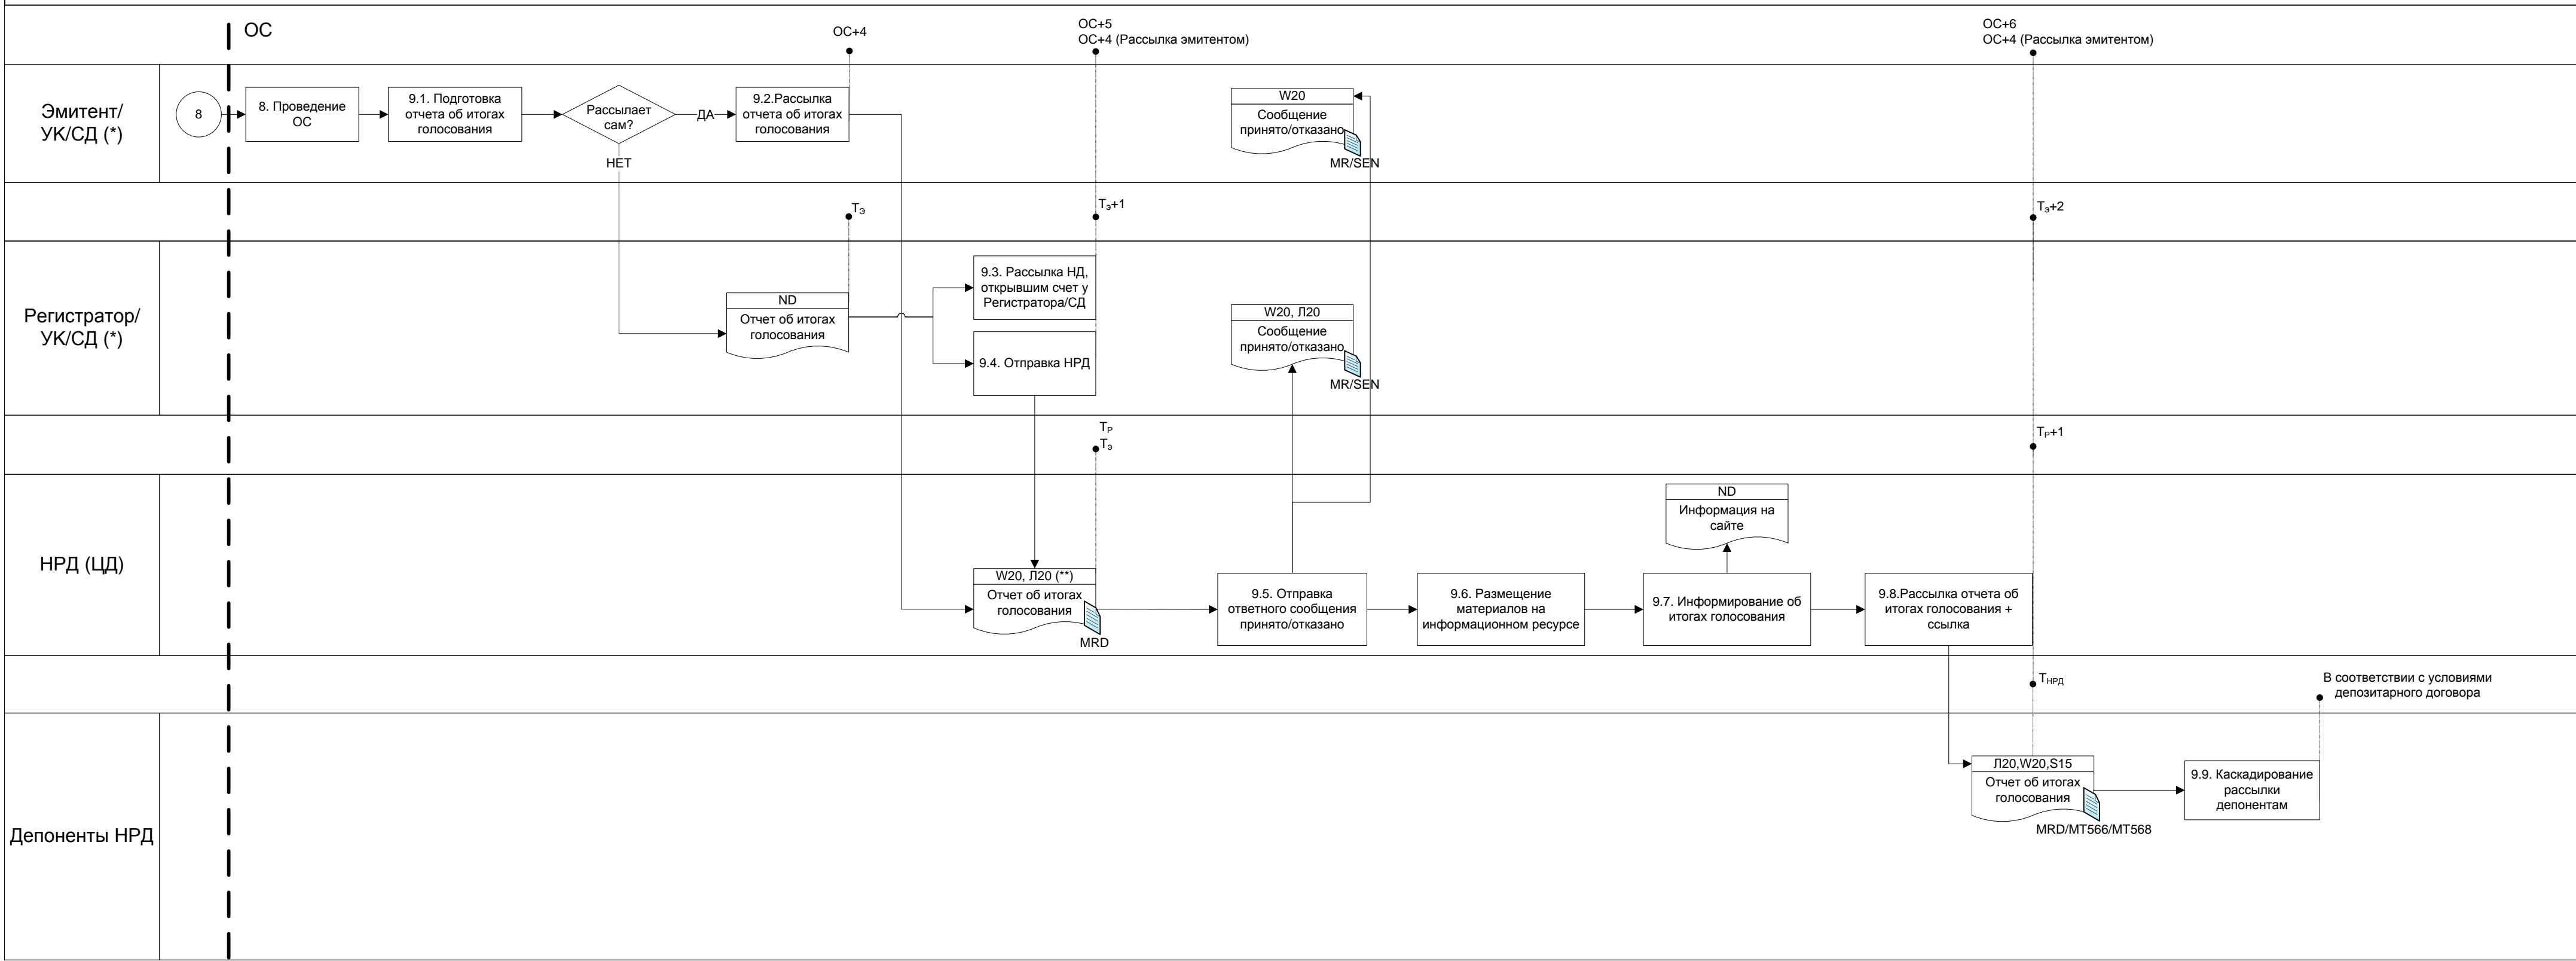 ОС
ОС+4
ОС+5
ОС+4 (Рассылка эмитентом)
ОС+6
ОС+4 (Рассылка эмитентом)
Эмитент/
УК/СД (*)
8
8. Проведение
ОС
9.1. Подготовка
отчета об итогах
голосования
Рассылает
сам?
ДА
НЕТ
9.2.Рассылка
отчета об итогах
голосования
W20
Сообщение
принято/отказано
MR/SEN
Tэ
Tэ+1
Tэ+2
Регистратор/
УК/СД (*)
ND
Отчет об итогах
голосования
9.3. Рассылка НД,
открывшим счет у
Регистратора/СД
9.4. Отправка НРД
W20, Л20
Сообщение
принято/отказано
MR/SEN
TР
Tэ
TР+1
НРД (ЦД)
W20, Л20 (**)
Отчет об итогах
голосования
MRD
9.5. Отправка
ответного сообщения
принято/отказано
9.6. Размещение
материалов на
информационном ресурсе
ND
Информация на
сайте
9.7. Информирование об
итогах голосования
9.8.Рассылка отчета об
итогах голосования +
ссылка
TНРД
В соответствии с условиями
депозитарного договора
Депоненты НРД
Л20,W20,S15
Отчет об итогах
голосования
MRD/MT566/MT568
9.9. Каскадирование
рассылки
депонентам